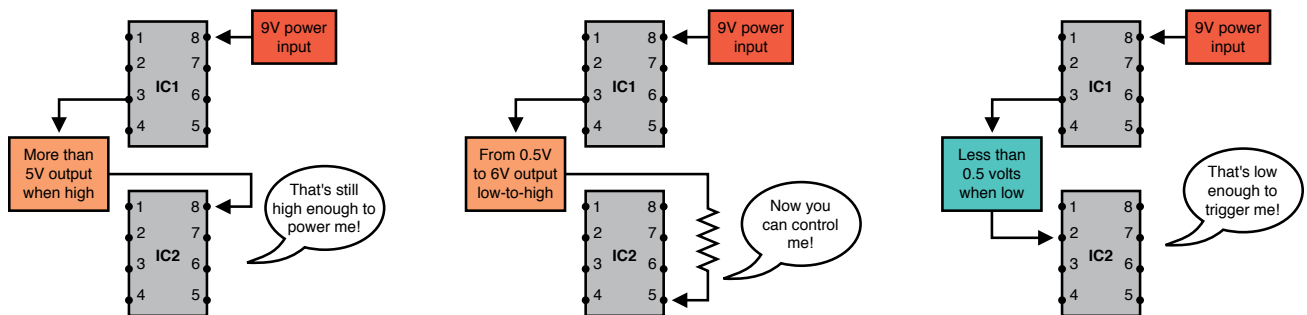 1
2
3
4
IC1
8
7
6
5
9V power
input
More than
5V output
when high
1
2
3
4
IC2
8
7
6
5
That's still
high enough to
power me!
1
2
3
4
IC1
8
7
6
5
9V power
input
From 0.5V
to 6V output
low-to-high
1
2
3
4
IC2
8
7
6
5
Now you
can control
me!
1
2
3
4
IC1
8
7
6
5
9V power
input
Less than
0.5 volts
when low
1
2
3
4
IC2
8
7
6
5
That's low
enough to
trigger me!